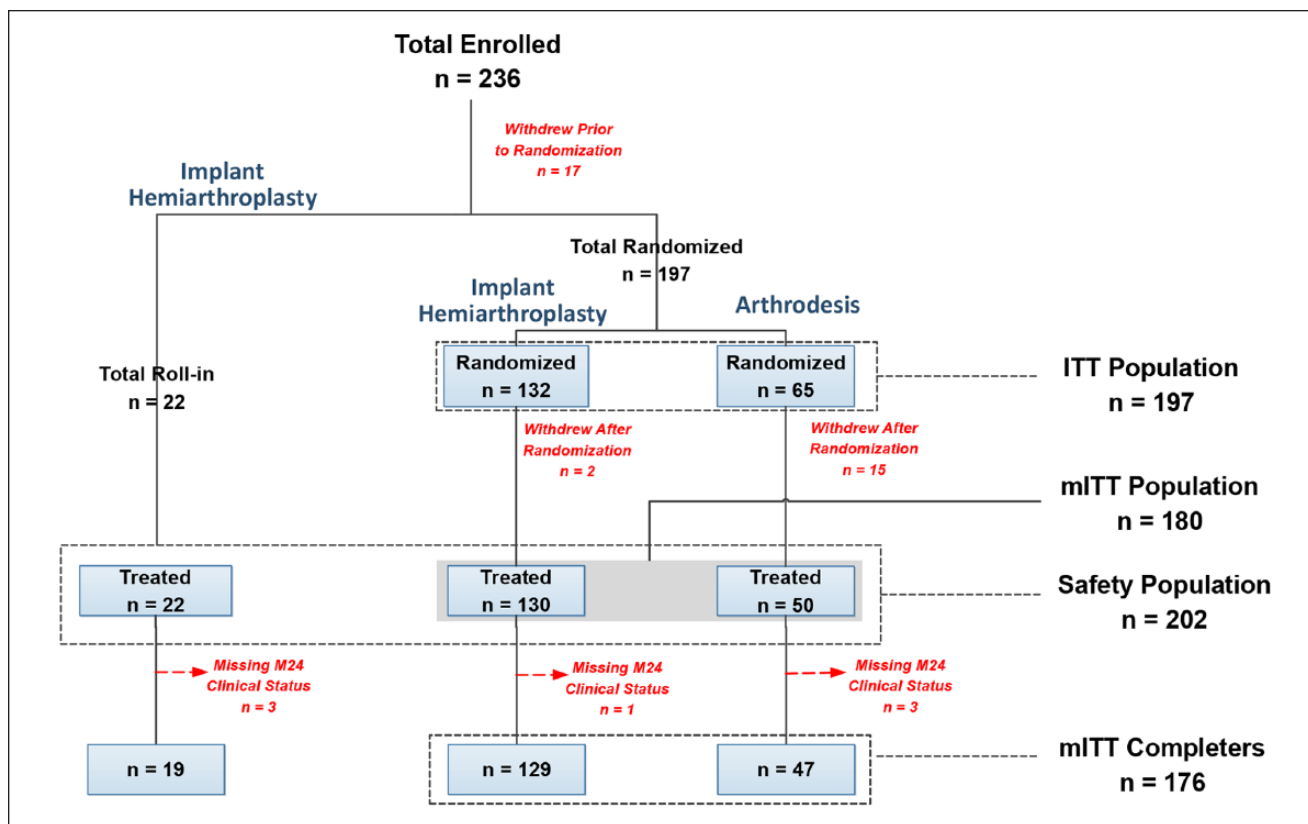 Total Enrolled
n = 236
Withdrew Prior
to Randomization
n = 17
Implant
Hemiarthroplasty
Total Randomized
n = 197
Implant
Hemiarthroplasty
Arthrodesis
Total Roll-in
n = 22
Randomized
n = 132
Randomized
n = 65
ITT Population
n = 197
Withdrew After
Randomization
n = 2
Withdrew After
Randomization
n = 15
mITT Population
n = 180
Treated
n = 22
Treated
n = 130
Treated
n = 50
Safety Population
n = 202
Missing M24
Clinical Status
n = 3
Missing M24
Clinical Status
n = 1
Missing M24
Clinical Status
n = 3
n = 19
n = 129
n = 47
mITT Completers
n = 176